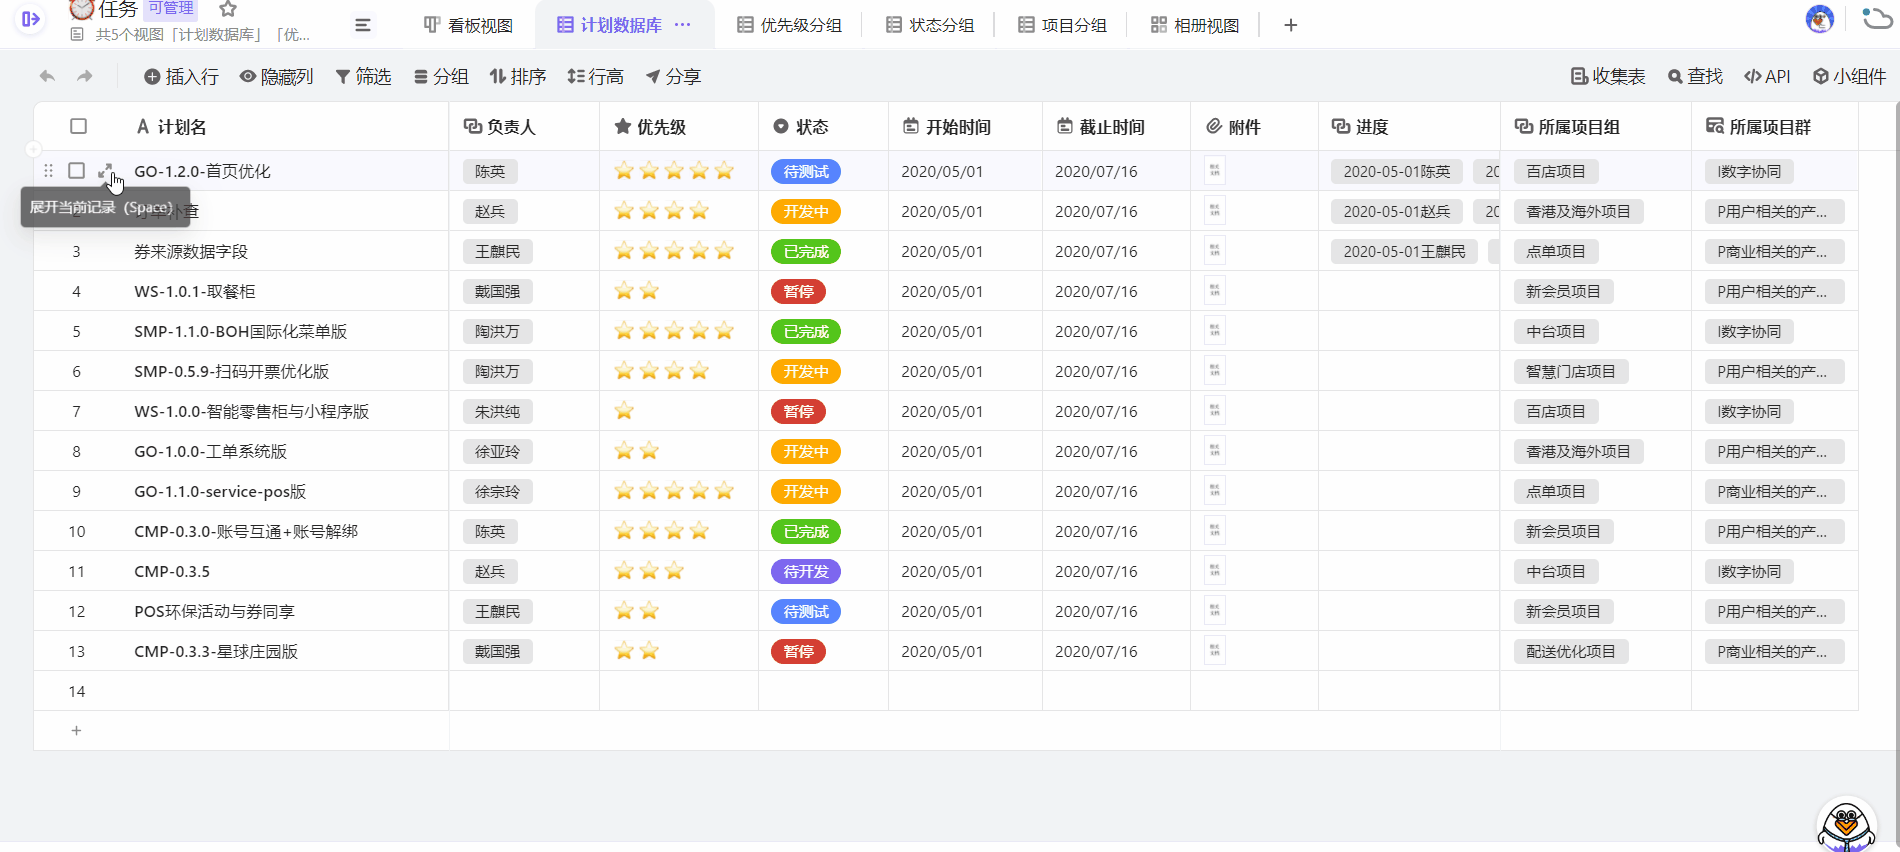 任务 可管理
共5个视图「计划数据库」「优...
看板视图 计划数据库 ... 优先级分组 状态分组 项目分组 相册视图 +
插入行 隐藏列 筛选 分组 排序 行高 分享 收集表 查找 API 小组件
计划名 负责人 优先级 状态 开始时间 截止时间 附件 进度 所属项目组 所属项目群
GO-1.2.0-首页优化 陈英 待测试 2020/05/01 2020/07/16 2020-05-01陈英 20 百店项目 I数字协同
展开当前记录（Space）
补查 赵兵 开发中 2020/05/01 2020/07/16 2020-05-01赵兵 20 香港及海外项目 P用户相关的产...
3 券来源数据字段 王麒民 已完成 2020/05/01 2020/07/16 2020-05-01王麒民 点单项目 P商业相关的产...
4 WS-1.0.1-取餐柜 戴国强 暂停 2020/05/01 2020/07/16 新会员项目 P用户相关的产...
5 SMP-1.1.0-BOH国际化菜单版 陶洪万 已完成 2020/05/01 2020/07/16 中台项目 I数字协同
6 SMP-0.5.9-扫码开票优化版 陶洪万 开发中 2020/05/01 2020/07/16 智慧门店项目 P用户相关的产...
7 WS-1.0.0-智能零售柜与小程序版 朱洪纯 暂停 2020/05/01 2020/07/16 百店项目 I数字协同
8 GO-1.0.0-工单系统版 徐亚玲 开发中 2020/05/01 2020/07/16 香港及海外项目 P用户相关的产...
9 GO-1.1.0-service-pos版 徐宗玲 开发中 2020/05/01 2020/07/16 点单项目 P商业相关的产...
10 CMP-0.3.0-账号互通+账号解绑 陈英 已完成 2020/05/01 2020/07/16 新会员项目 P用户相关的产...
11 CMP-0.3.5 赵兵 待开发 2020/05/01 2020/07/16 中台项目 I数字协同
12 POS环保活动与券同享 王麒民 待测试 2020/05/01 2020/07/16 新会员项目 P用户相关的产...
13 CMP-0.3.3-星球庄园版 戴国强 暂停 2020/05/01 2020/07/16 配送优化项目 P商业相关的产...
14
+